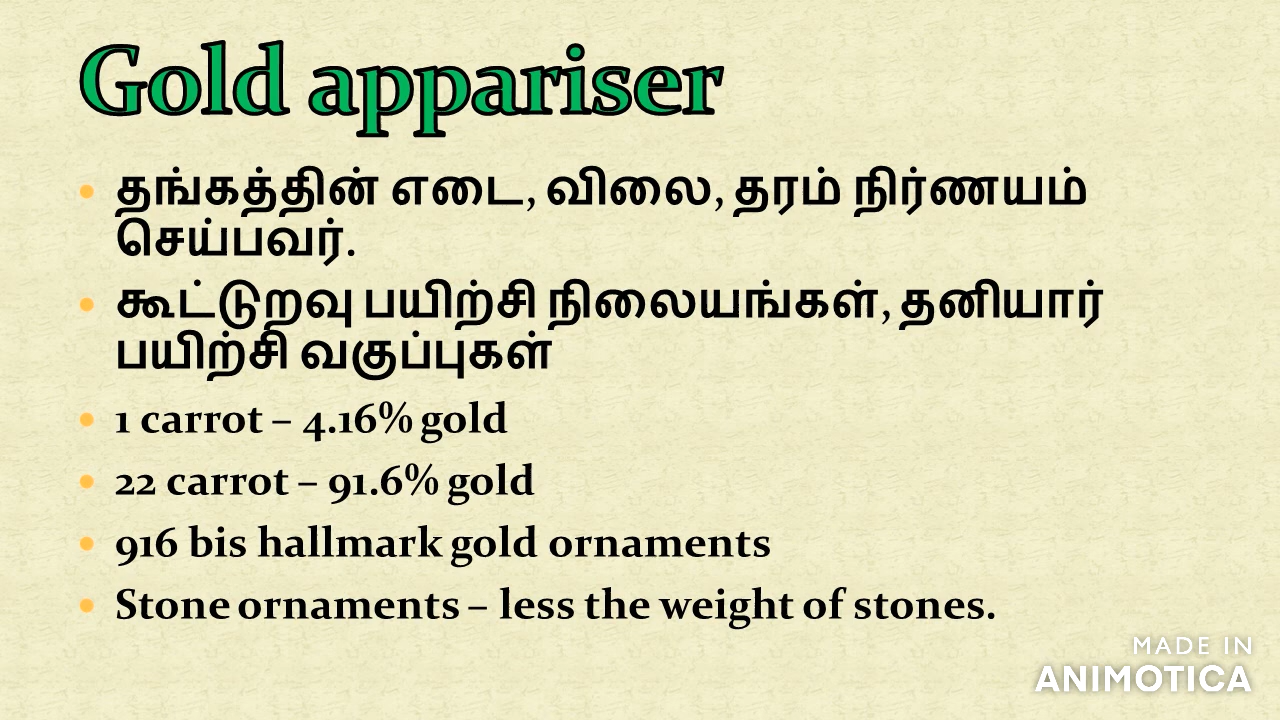 Gold appariser
• தங்கத்தின் எடை, விலை, தரம் நிர்ணயம்
செய்பவர்.
• கூட்டுறவு பயிற்சி நிலையங்கள், தனியார்
பயிற்சி வகுப்புகள்
• 1 carrot – 4.16% gold
• 22 carrot – 91.6% gold
• 916 bis hallmark gold ornaments
• Stone ornaments – less the weight of stones.
MADE IN
ANIMOTICA